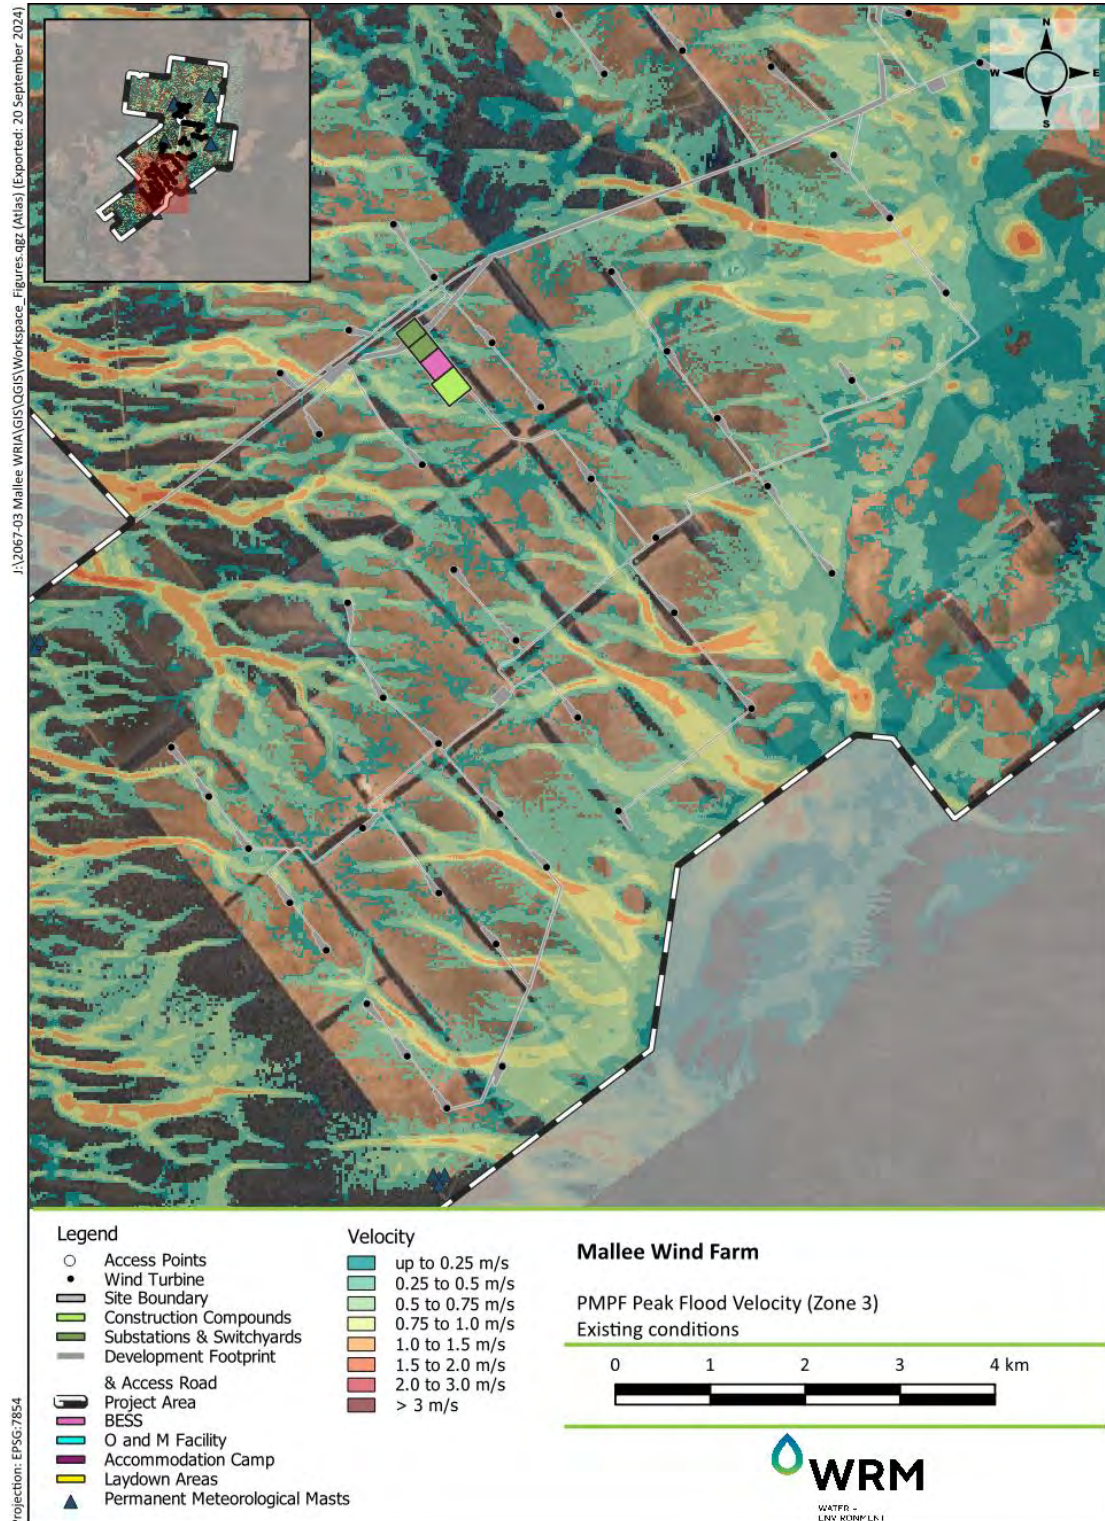 J:\2067-03 Mallee WRIA\GIS\QGIS\Workspace_Figures.qgz (Atlas) (Exported: 20 September 2024)
N
W
E
S
Legend
Access Points
Wind Turbine
Site Boundary
Construction Compounds
Substations & Switchyards
Development Footprint
& Access Road
Project Area
BESS
O and M Facility
Accommodation Camp
Laydown Areas
Permanent Meteorological Masts
Velocity
up to 0.25 m/s
0.25 to 0.5 m/s
0.5 to 0.75 m/s
0.75 to 1.0 m/s
1.0 to 1.5 m/s
1.5 to 2.0 m/s
2.0 to 3.0 m/s
> 3 m/s
Mallee Wind Farm
PMPF Peak Flood Velocity (Zone 3)
Existing conditions
0 1 2 3 4 km
WRM
WATER +
ENVIRONMENT
Projection: EPSG:7854